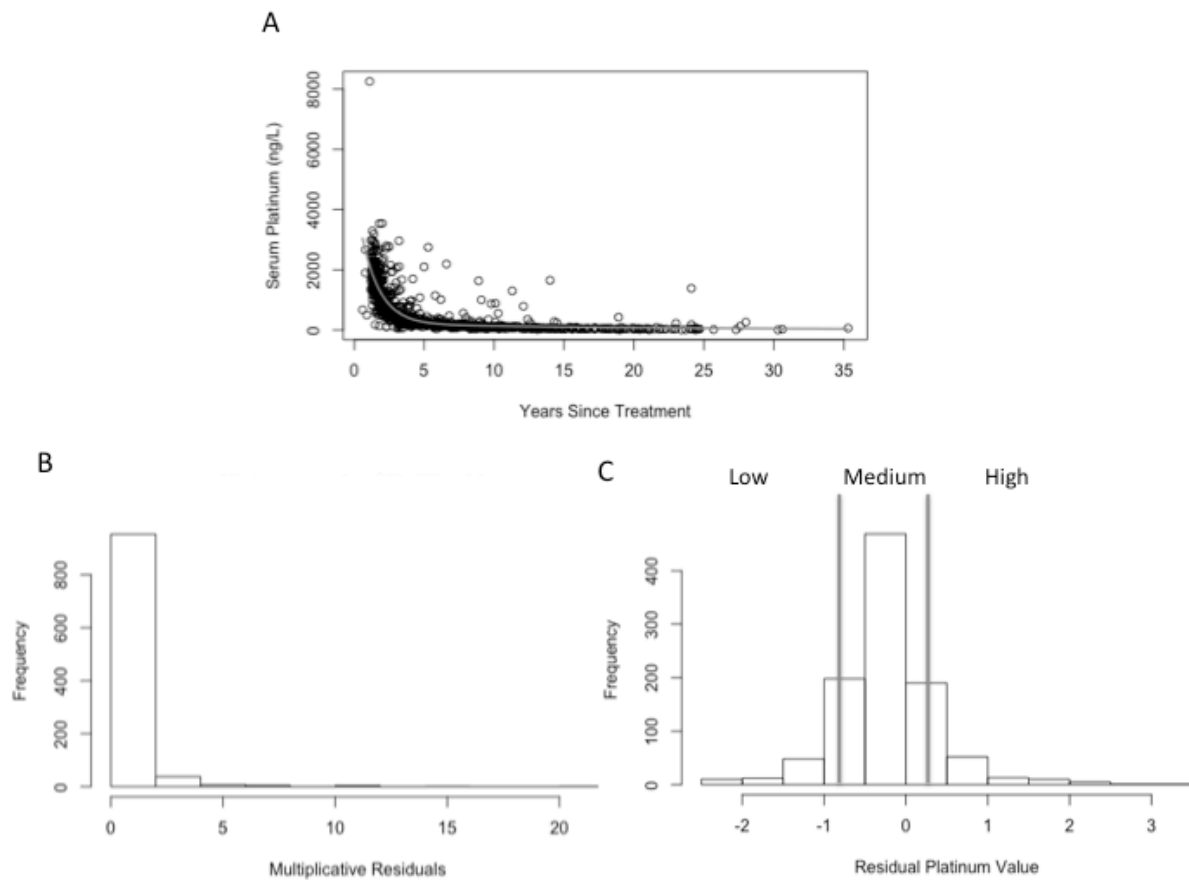 A
Serum Platinum (ng/L)
8000
6000
4000
2000
0
0 5 10 15 20 25 30 35
Years Since Treatment
B
Frequency
800
600
400
200
0
0 5 10 15 20
Multiplicative Residuals
C
Low Medium High
Frequency
400
300
200
100
0
-2 -1 0 1 2 3
Residual Platinum Value